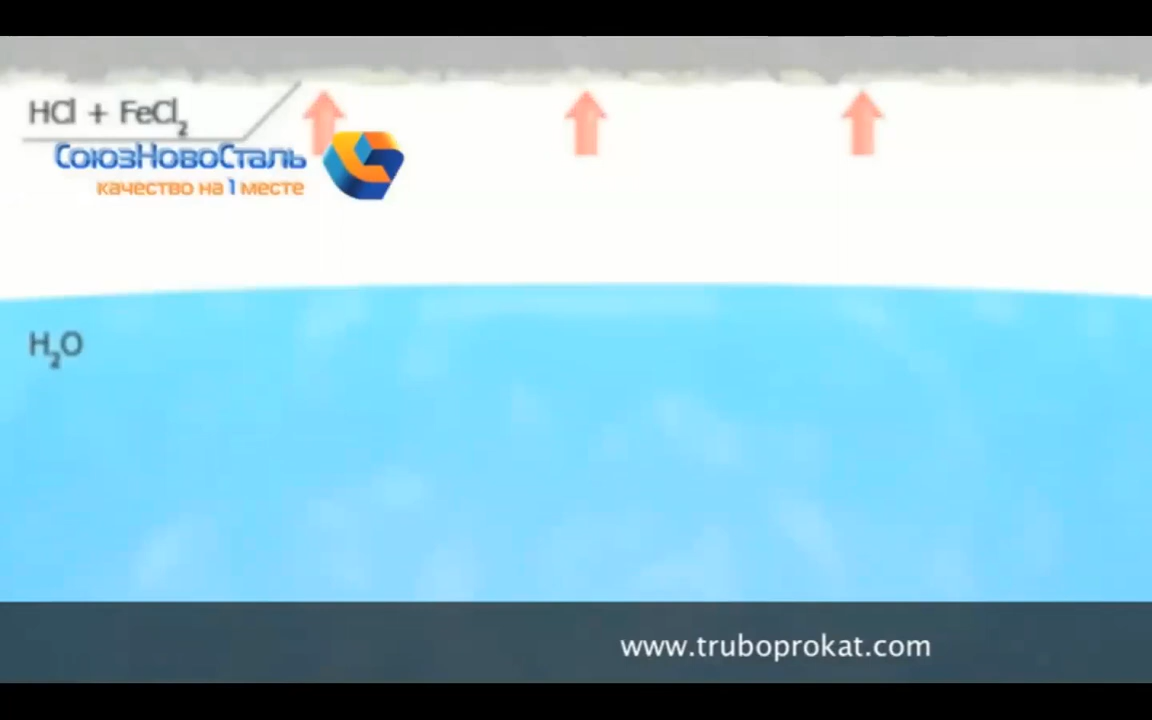 HCl + FeCl₂
СоюзНовоСталь
качество на 1 месте
H₂O
www.truboprokat.com